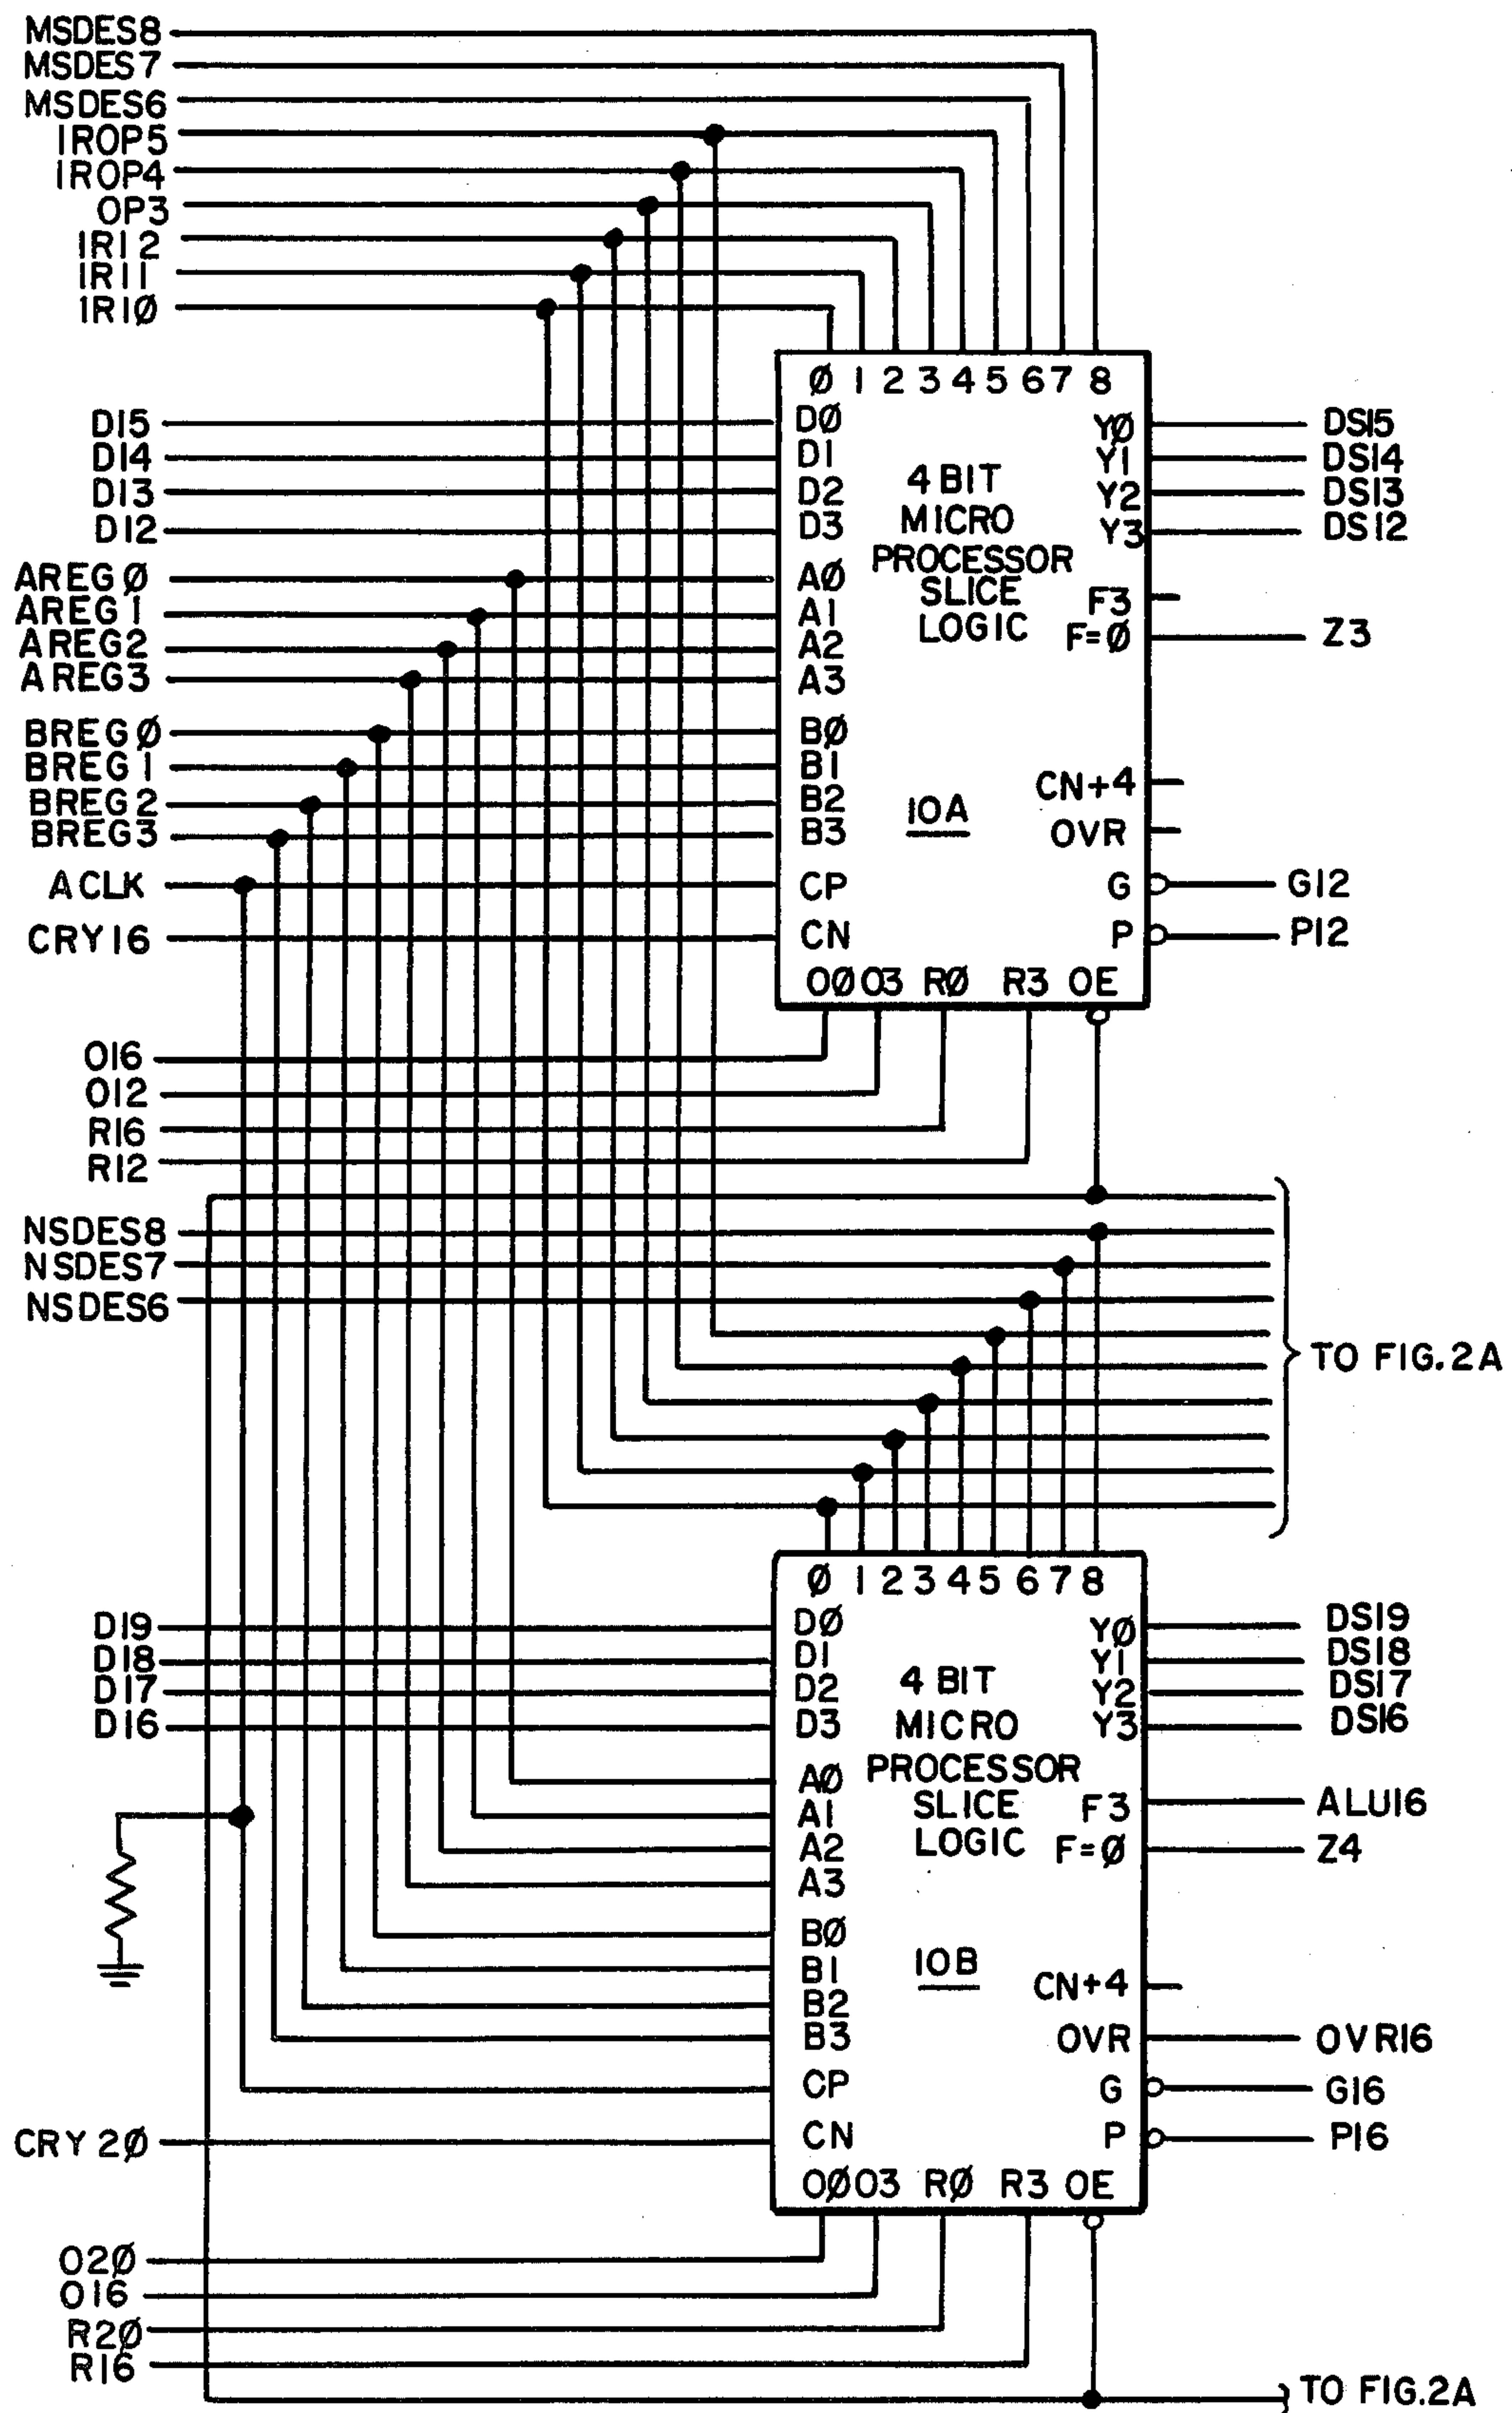 MSDES8
MSDES7
MSDES6
IROP5
IROP4
OP3
IR12
IR11
IR1Ø
Ø 1 2 3 4 5 6 7 8
D15 DØ YØ DS15
D14 D1 Y1 DS14
D13 D2 Y2 DS13
D12 D3 Y3 DS12
4 BIT
MICRO
PROCESSOR
SLICE
LOGIC
AREGØ AØ
AREG1 A1 F3
AREG2 A2 F=Ø Z3
AREG3 A3
BREGØ BØ
BREG1 B1 CN+4
BREG2 B2 10A
BREG3 B3 OVR
ACLK CP G G12
CRY16 CN P P12
OØ O3 RØ R3 OE
O16
O12
R16
R12
NSDES8
NSDES7
NSDES6
TO FIG.2A
Ø 1 2 3 4 5 6 7 8
D19 DØ YØ DS19
D18 D1 Y1 DS18
D17 D2 Y2 DS17
D16 D3 Y3 DS16
4 BIT
MICRO
PROCESSOR
SLICE
LOGIC
AØ
A1 F3 ALU16
A2 F=Ø Z4
A3
BØ
B1 10B CN+4
B2
B3 OVR OVR16
CP G G16
CRY2Ø CN P P16
OØ O3 RØ R3 OE
O2Ø
O16
R2Ø
R16
TO FIG.2A